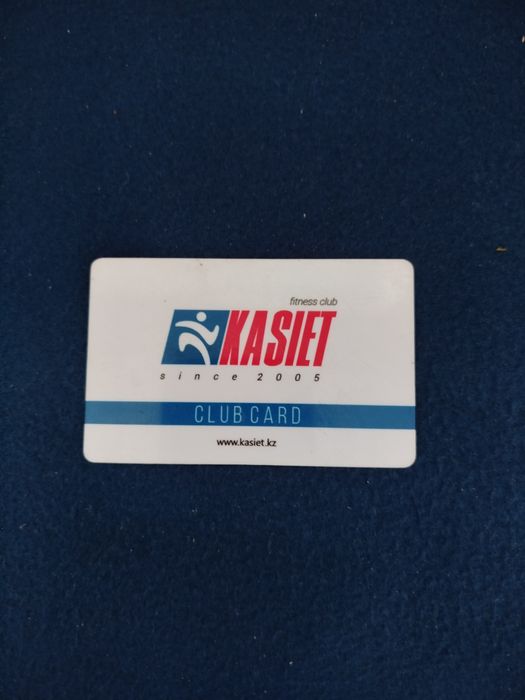 fitness club
KASIET
since 2005
CLUB CARD
www.kasiet.kz